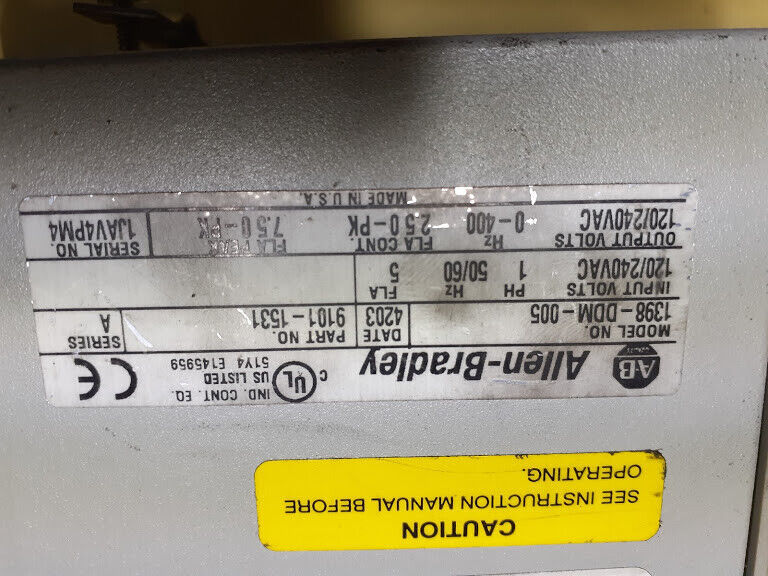 CAUTION
SEE INSTRUCTION MANUAL BEFORE
OPERATING.
AB Allen-Bradley
c UL US LISTED
IND. CONT. EQ.
51Y4 E145959
CE
MODEL NO. DATE PART NO. SERIES
1398-DDM-005 4203 9101-1531 A
INPUT VOLTS PH Hz FLA
120/240VAC 1 50/60 5
OUTPUT VOLTS Hz FLA CONT. FLA PEAK SERIAL NO.
120/240VAC 0-400 2.5 0-PK 7.5 0-PK 1JAV4PM4
MADE IN U.S.A.